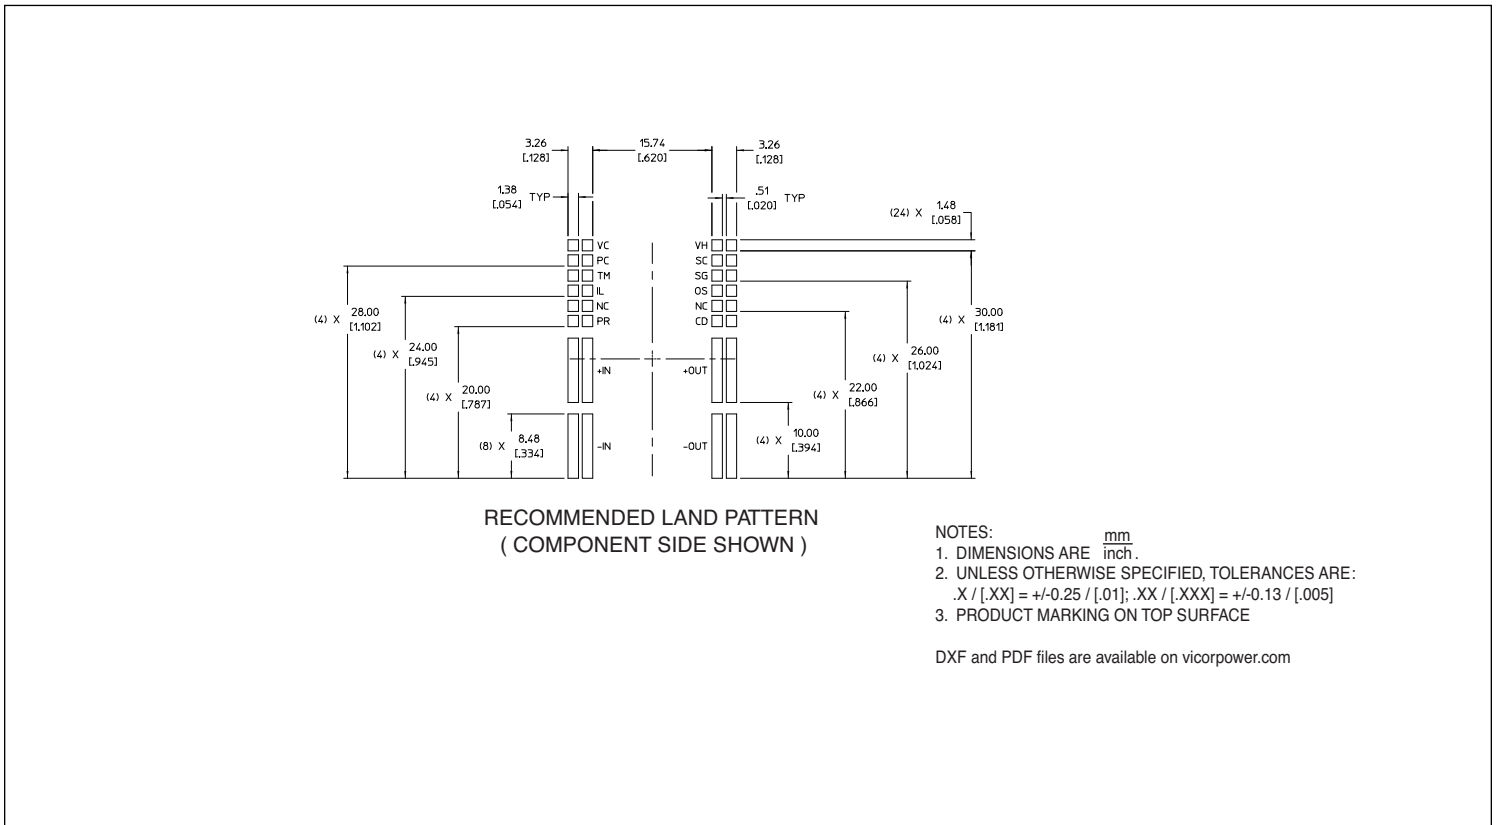 3.26 15.74 3.26
[.128] [.620] [.128]
1.38 TYP .51 TYP
[.054] [.020]
(24) X 1.48
[.058]
VC VH
PC SC
TM SG
IL OS
NC NC
PR CD
(4) X 28.00 (4) X 30.00
[1.102] [1.181]
(4) X 24.00 (4) X 26.00
[.945] [1.024]
+IN +OUT
(4) X 20.00 (4) X 22.00
[.787] [.866]
(8) X 8.48 (4) X 10.00
[.334] [.394]
-IN -OUT
RECOMMENDED LAND PATTERN
( COMPONENT SIDE SHOWN )
NOTES: mm
1. DIMENSIONS ARE inch .
2. UNLESS OTHERWISE SPECIFIED, TOLERANCES ARE:
.X / [.XX] = +/-0.25 / [.01]; .XX / [.XXX] = +/-0.13 / [.005]
3. PRODUCT MARKING ON TOP SURFACE
DXF and PDF files are available on vicorpower.com